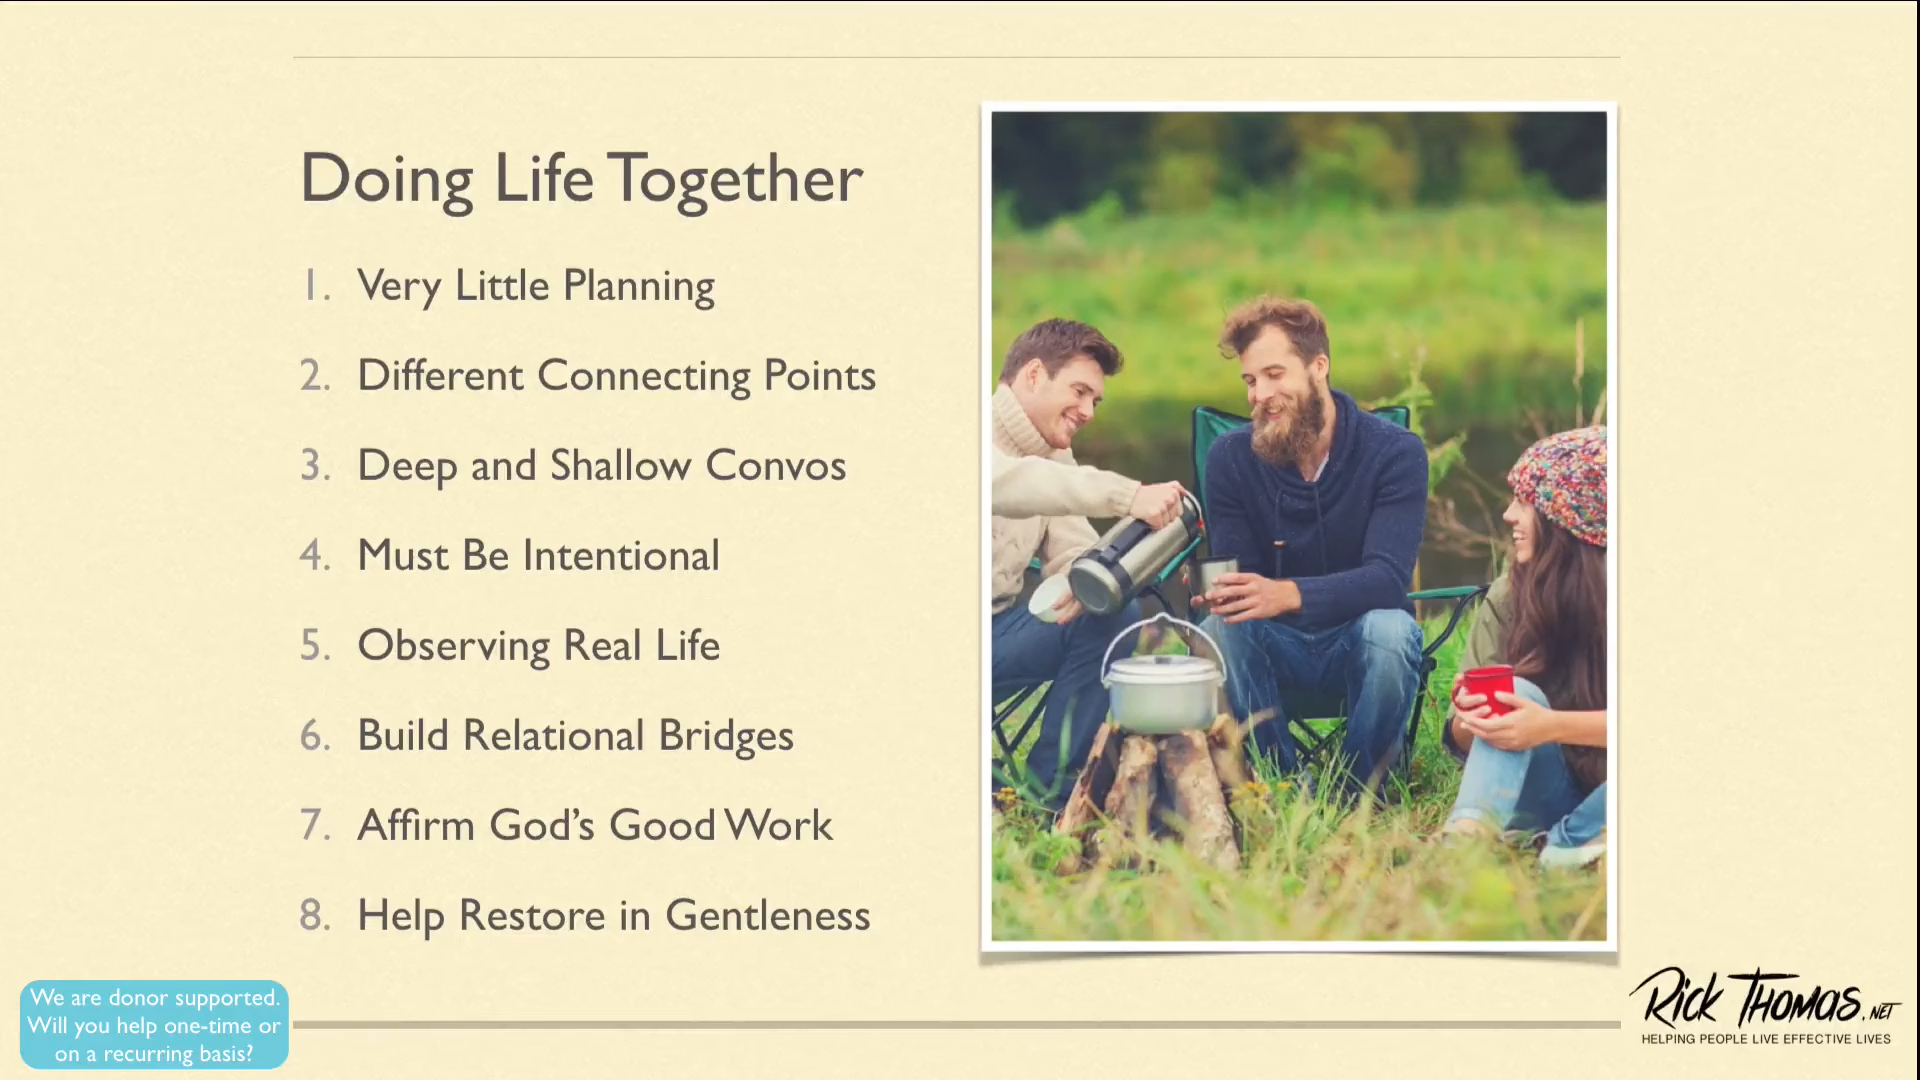 Doing Life Together
1. Very Little Planning
2. Different Connecting Points
3. Deep and Shallow Convos
4. Must Be Intentional
5. Observing Real Life
6. Build Relational Bridges
7. Affirm God’s Good Work
8. Help Restore in Gentleness
We are donor supported.
Will you help one-time or
on a recurring basis?
RICK THOMAS.NET
HELPING PEOPLE LIVE EFFECTIVE LIVES